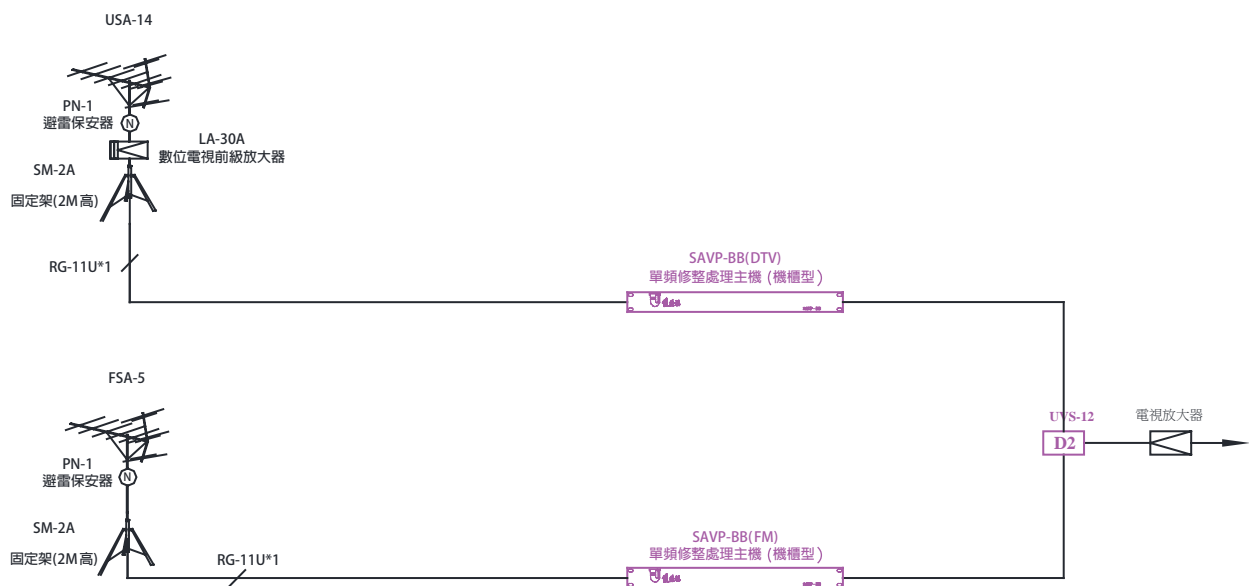 USA-14
PN-1
避雷保安器
N
LA-30A
數位電視前級放大器
SM-2A
固定架(2M高)
RG-11U*1
SAVP-BB(DTV)
單頻修整處理主機 (機櫃型)
FSA-5
PN-1
避雷保安器
N
SM-2A
固定架(2M高)
RG-11U*1
SAVP-BB(FM)
單頻修整處理主機 (機櫃型)
UVS-12
D2
電視放大器